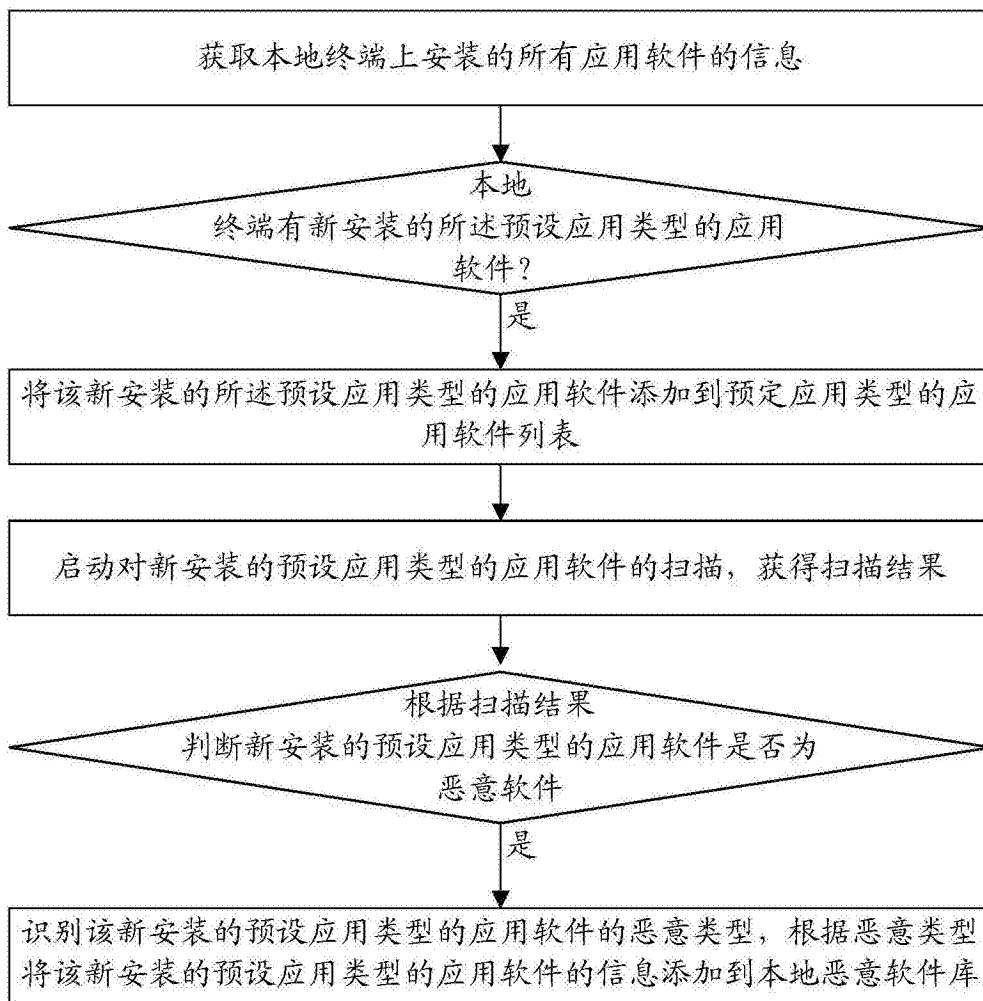 获取本地终端上安装的所有应用软件的信息
本地
终端有新安装的所述预设应用类型的应用
软件？
是
将该新安装的所述预设应用类型的应用软件添加到预定应用类型的应
用软件列表
启动对新安装的预设应用类型的应用软件的扫描，获得扫描结果
根据扫描结果
判断新安装的预设应用类型的应用软件是否为
恶意软件
是
识别该新安装的预设应用类型的应用软件的恶意类型，根据恶意类型
将该新安装的预设应用类型的应用软件的信息添加到本地恶意软件库